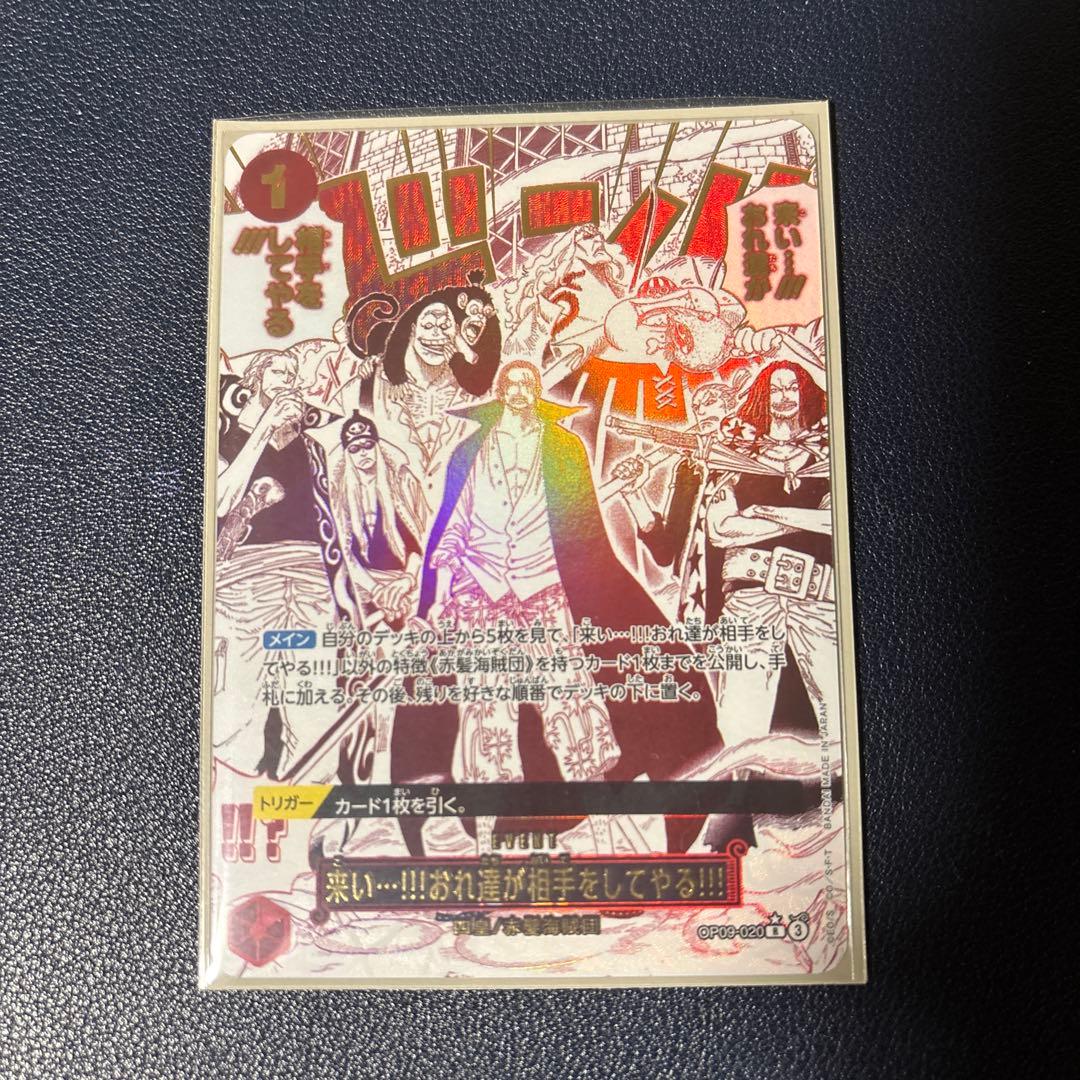 1
ドーン
来い…!!!
おれ達が
相手を
してやる
!!!
メイン 自分のデッキの上から5枚を見て、「来い…!!!おれ達が相手をし
てやる!!!」以外の特徴《赤髪海賊団》を持つカード1枚までを公開し、手
札に加える。その後、残りを好きな順番でデッキの下に置く。
トリガー カード1枚を引く。
!!?
EVENT
来い…!!!おれ達が相手をしてやる!!!
四皇/赤髪海賊団
OP09-020 R 3
©E.O./S. ©O./S.・F・T BANDAI MADE IN JAPAN